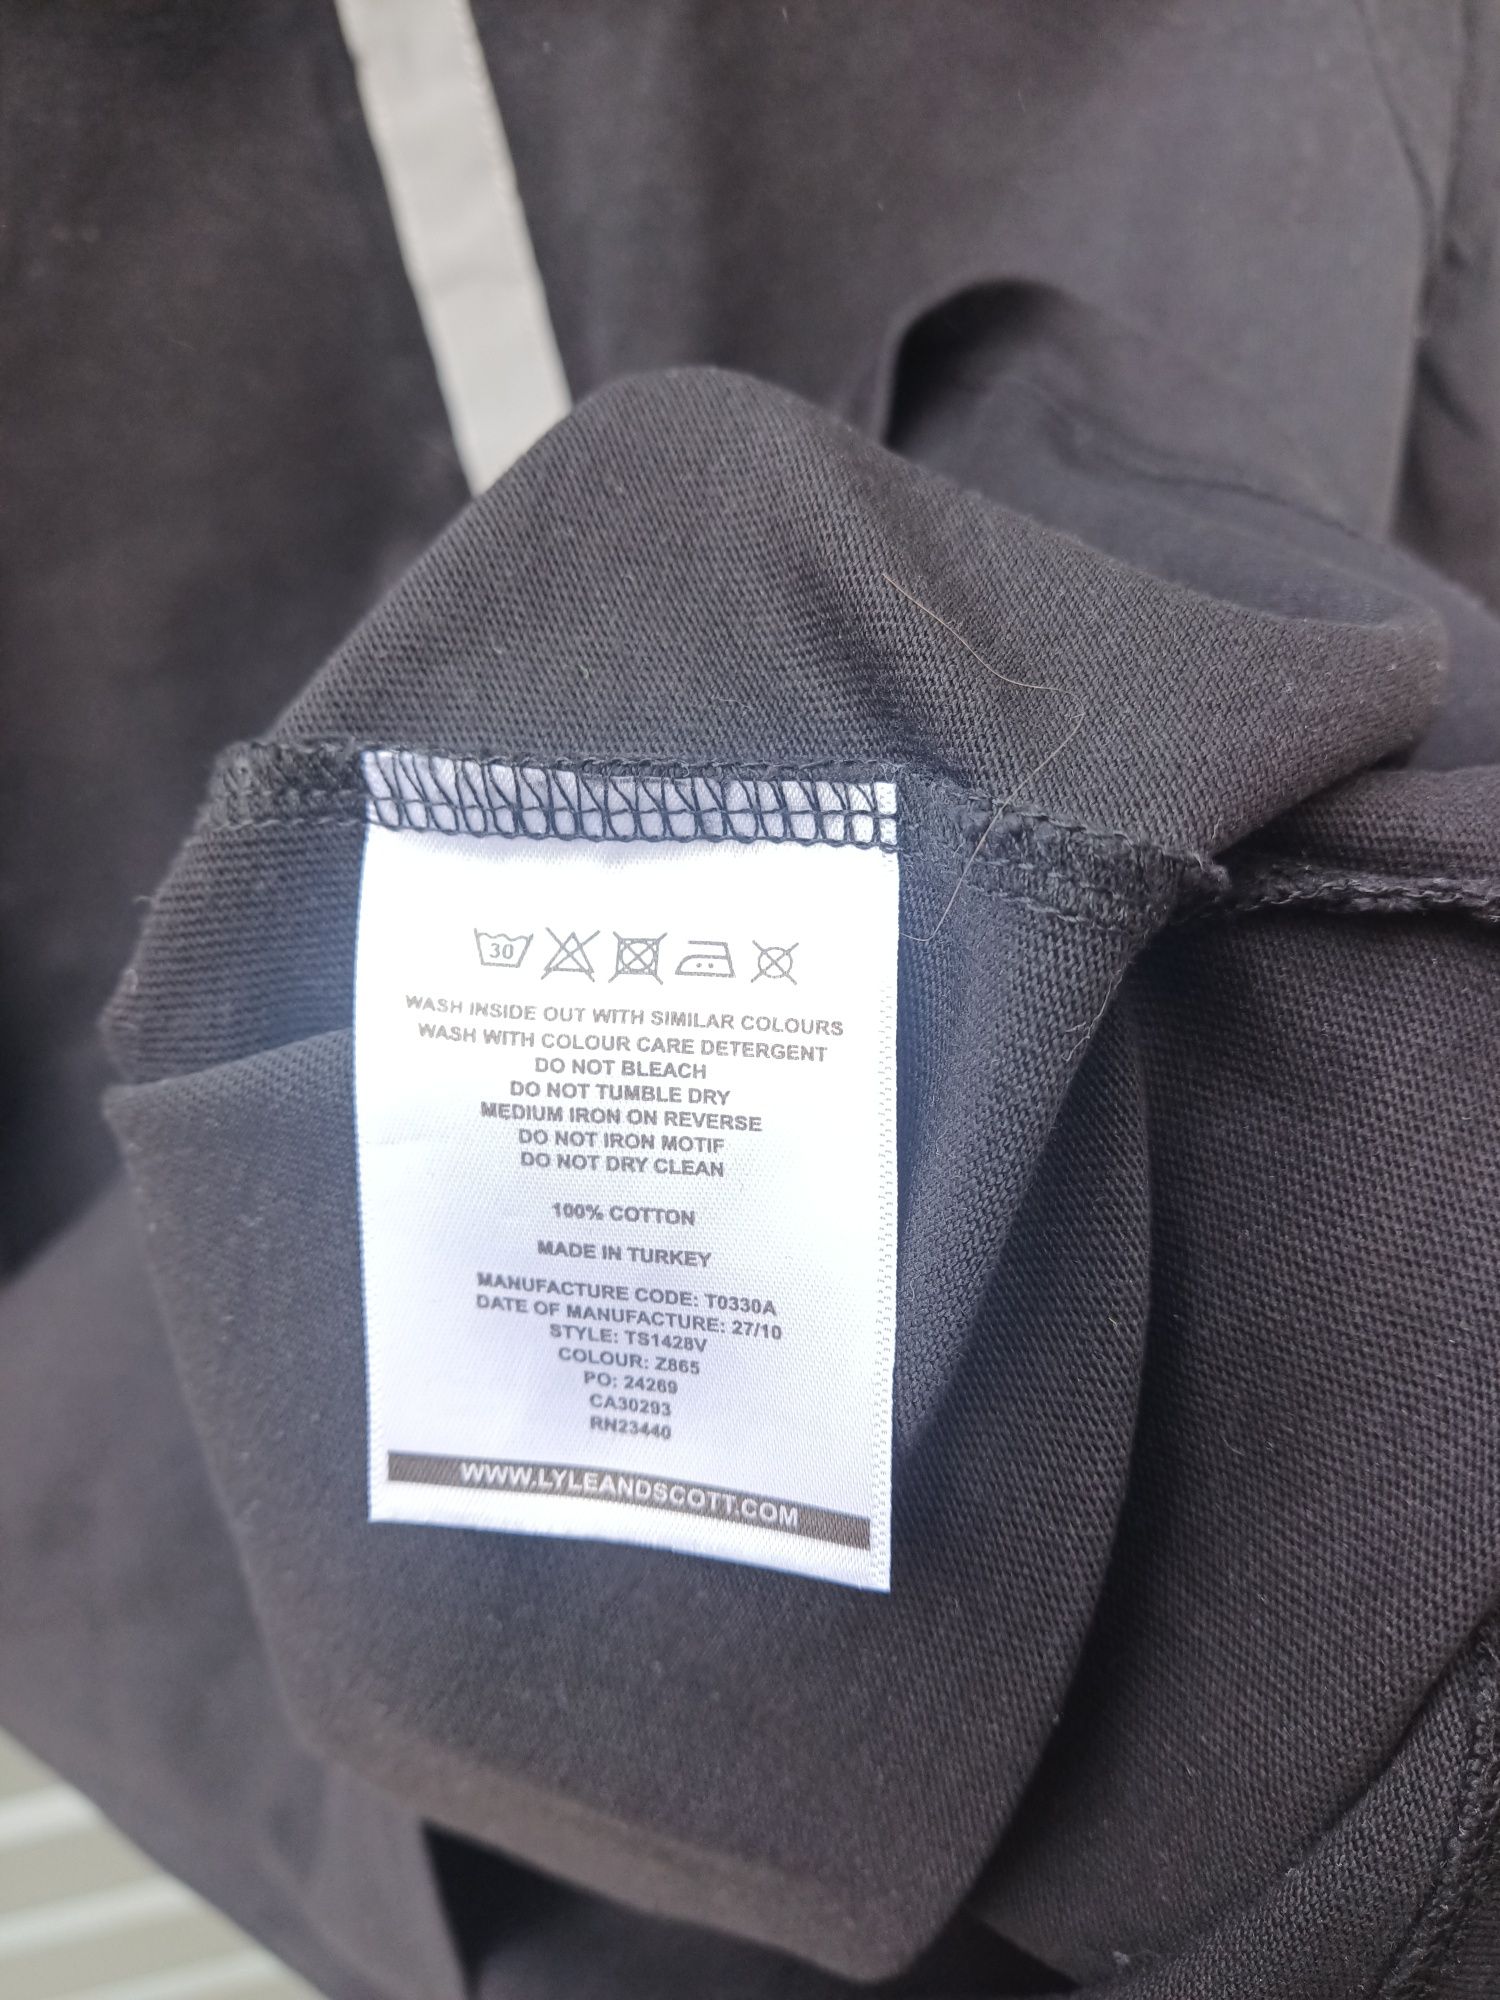 30
WASH INSIDE OUT WITH SIMILAR COLOURS
WASH WITH COLOUR CARE DETERGENT
DO NOT BLEACH
DO NOT TUMBLE DRY
MEDIUM IRON ON REVERSE
DO NOT IRON MOTIF
DO NOT DRY CLEAN
100% COTTON
MADE IN TURKEY
MANUFACTURE CODE: T0330A
DATE OF MANUFACTURE: 27/10
STYLE: TS1428V
COLOUR: Z865
PO: 24269
CA30293
RN23440
WWW.LYLEANDSCOTT.COM